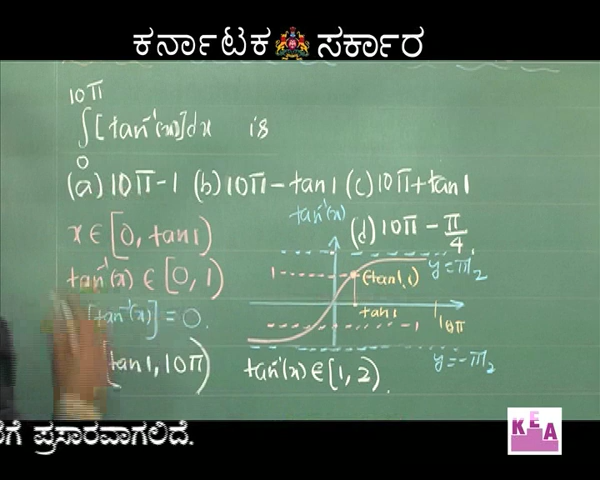 ಕರ್ನಾಟಕ ಸರ್ಕಾರ
10π
∫[tan⁻¹(x)]dx is
0
(a) 10π-1 (b) 10π - tan1 (c) 10π + tan1
(d) 10π - π/4
x ∈ [0, tan1)
tan⁻¹(x) ∈ [0, 1)
[tan⁻¹(x)] = 0.
[tan1, 10π)
tan⁻¹(x) ∈ [1, 2)
tan⁻¹(x)
y = π/2
1
(tan1, 1)
tan1
10π
-1
y = -π/2
ಪ್ರಸಾರವಾಗಲಿದೆ.
KEA